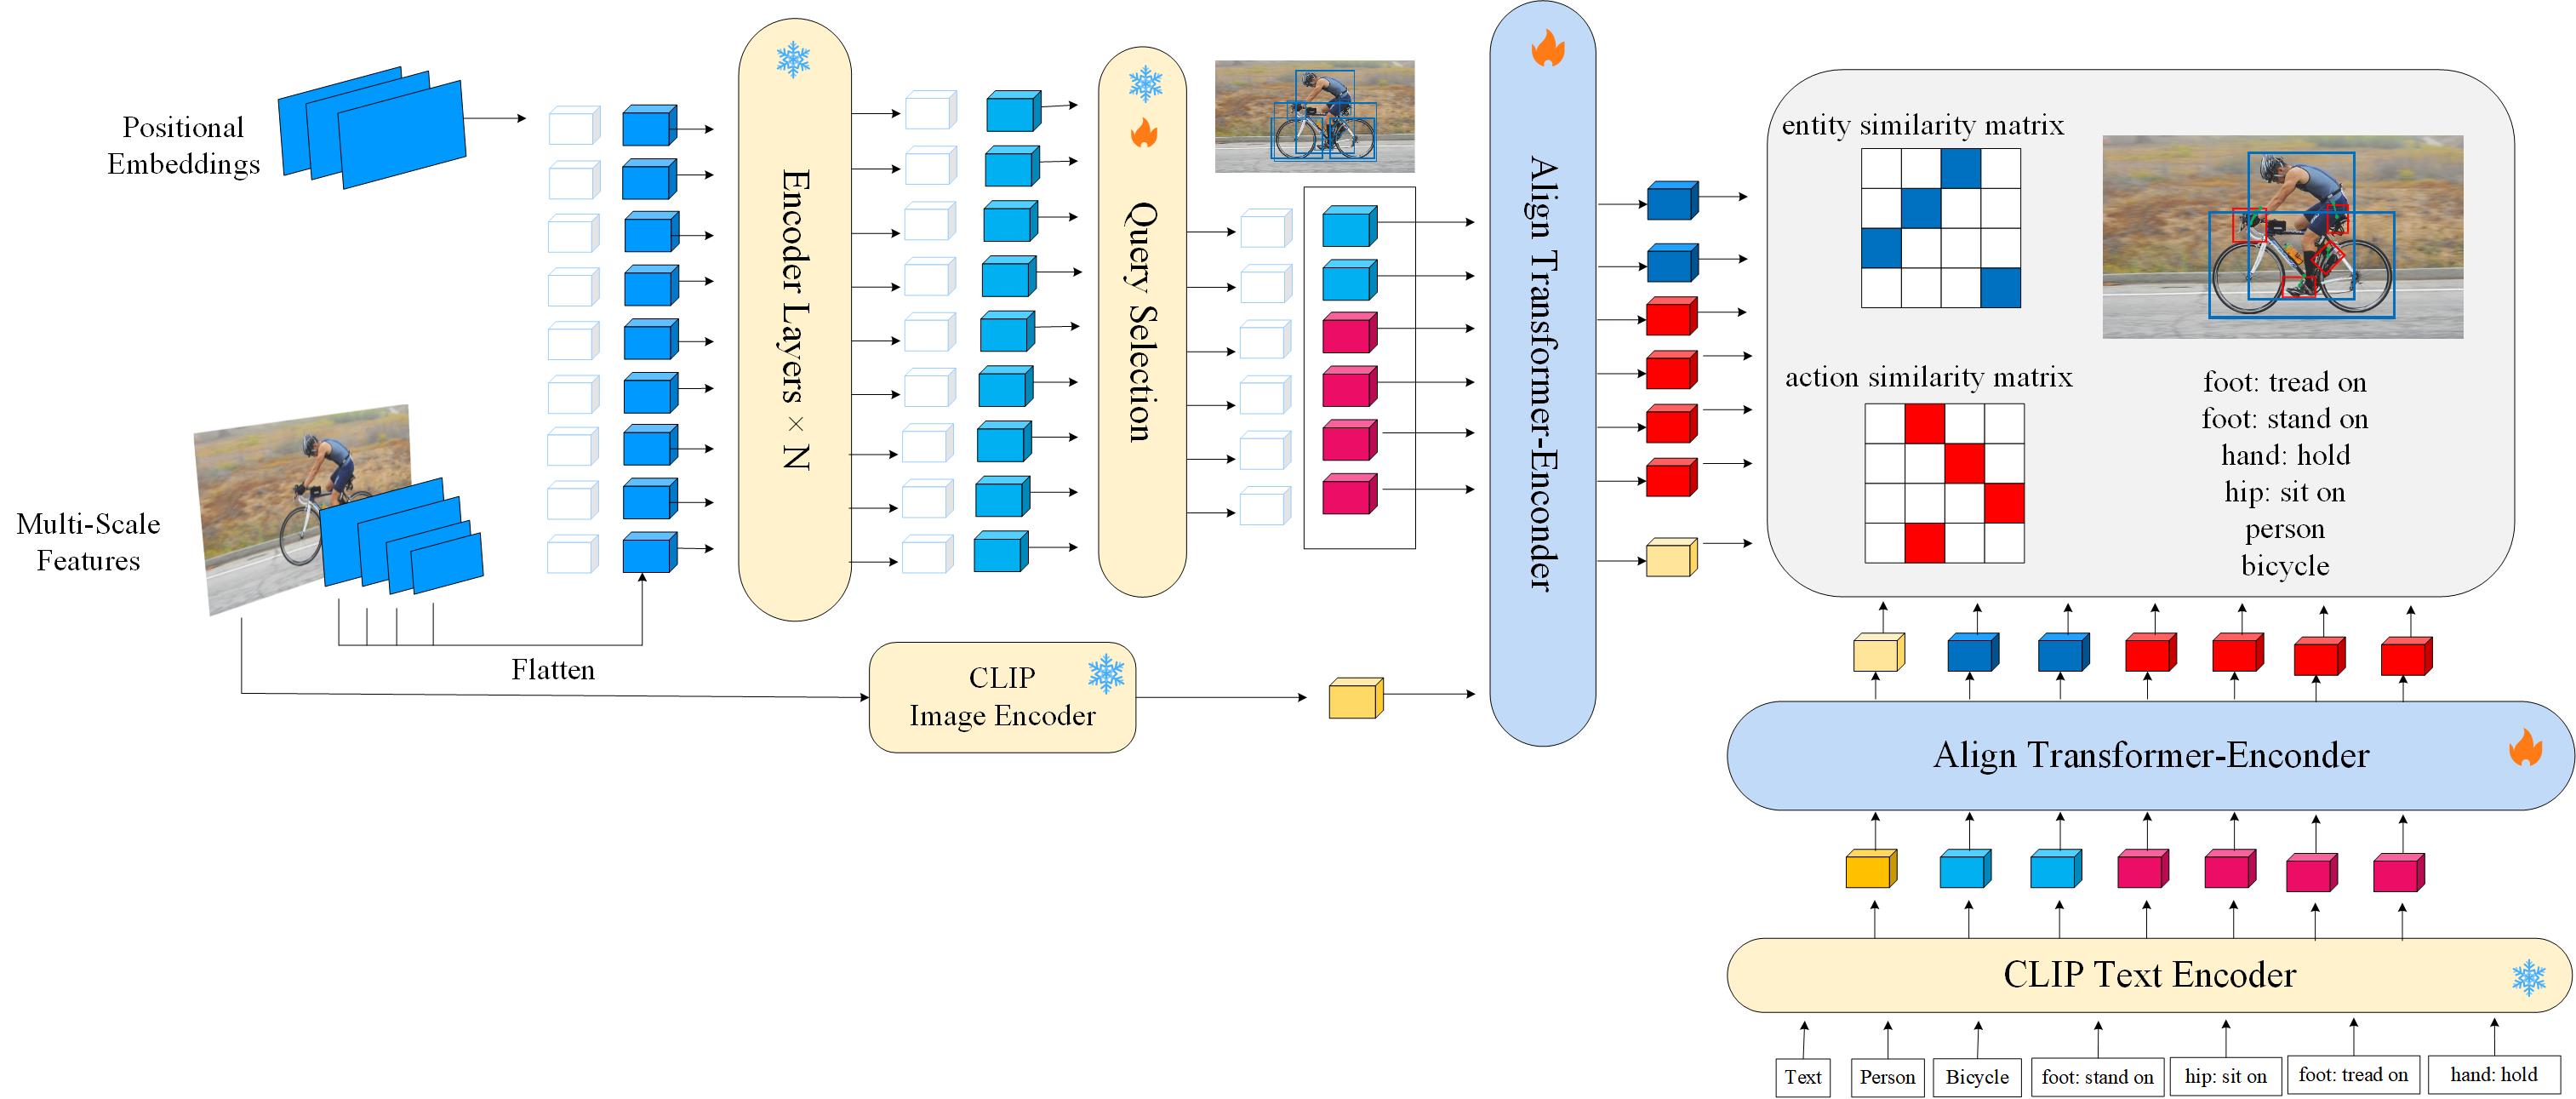 Positional
Embeddings
Multi-Scale
Features
Flatten
Encoder Layers × N
CLIP
Image Encoder
Query Selection
Align Transformer-Enconder
entity similarity matrix
action similarity matrix
foot: tread on
foot: stand on
hand: hold
hip: sit on
person
bicycle
Align Transformer-Enconder
CLIP Text Encoder
Text
Person
Bicycle
foot: stand on
hip: sit on
foot: tread on
hand: hold